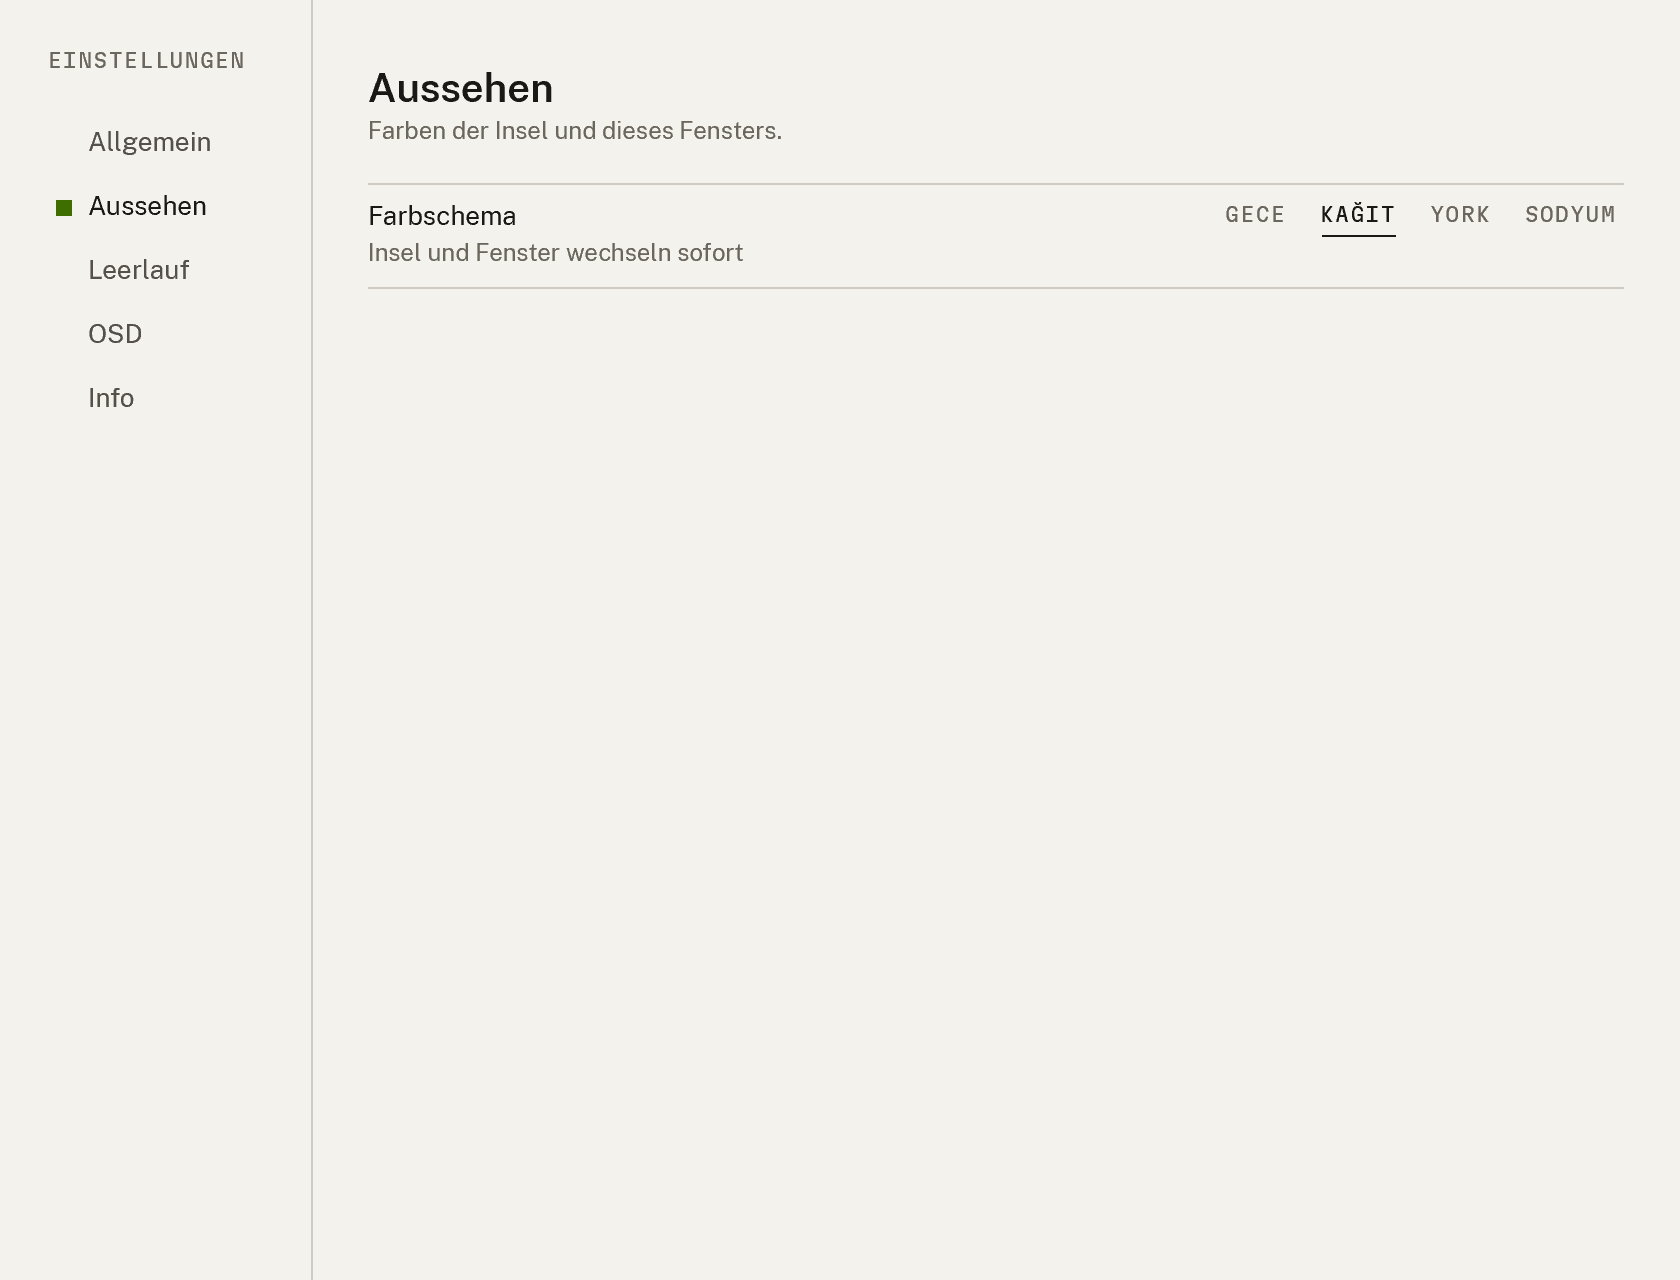 EINSTELLUNGEN
Allgemein
Aussehen
Leerlauf
OSD
Info
Aussehen
Farben der Insel und dieses Fensters.
Farbschema
Insel und Fenster wechseln sofort
GECE KAĞIT YORK SODYUM